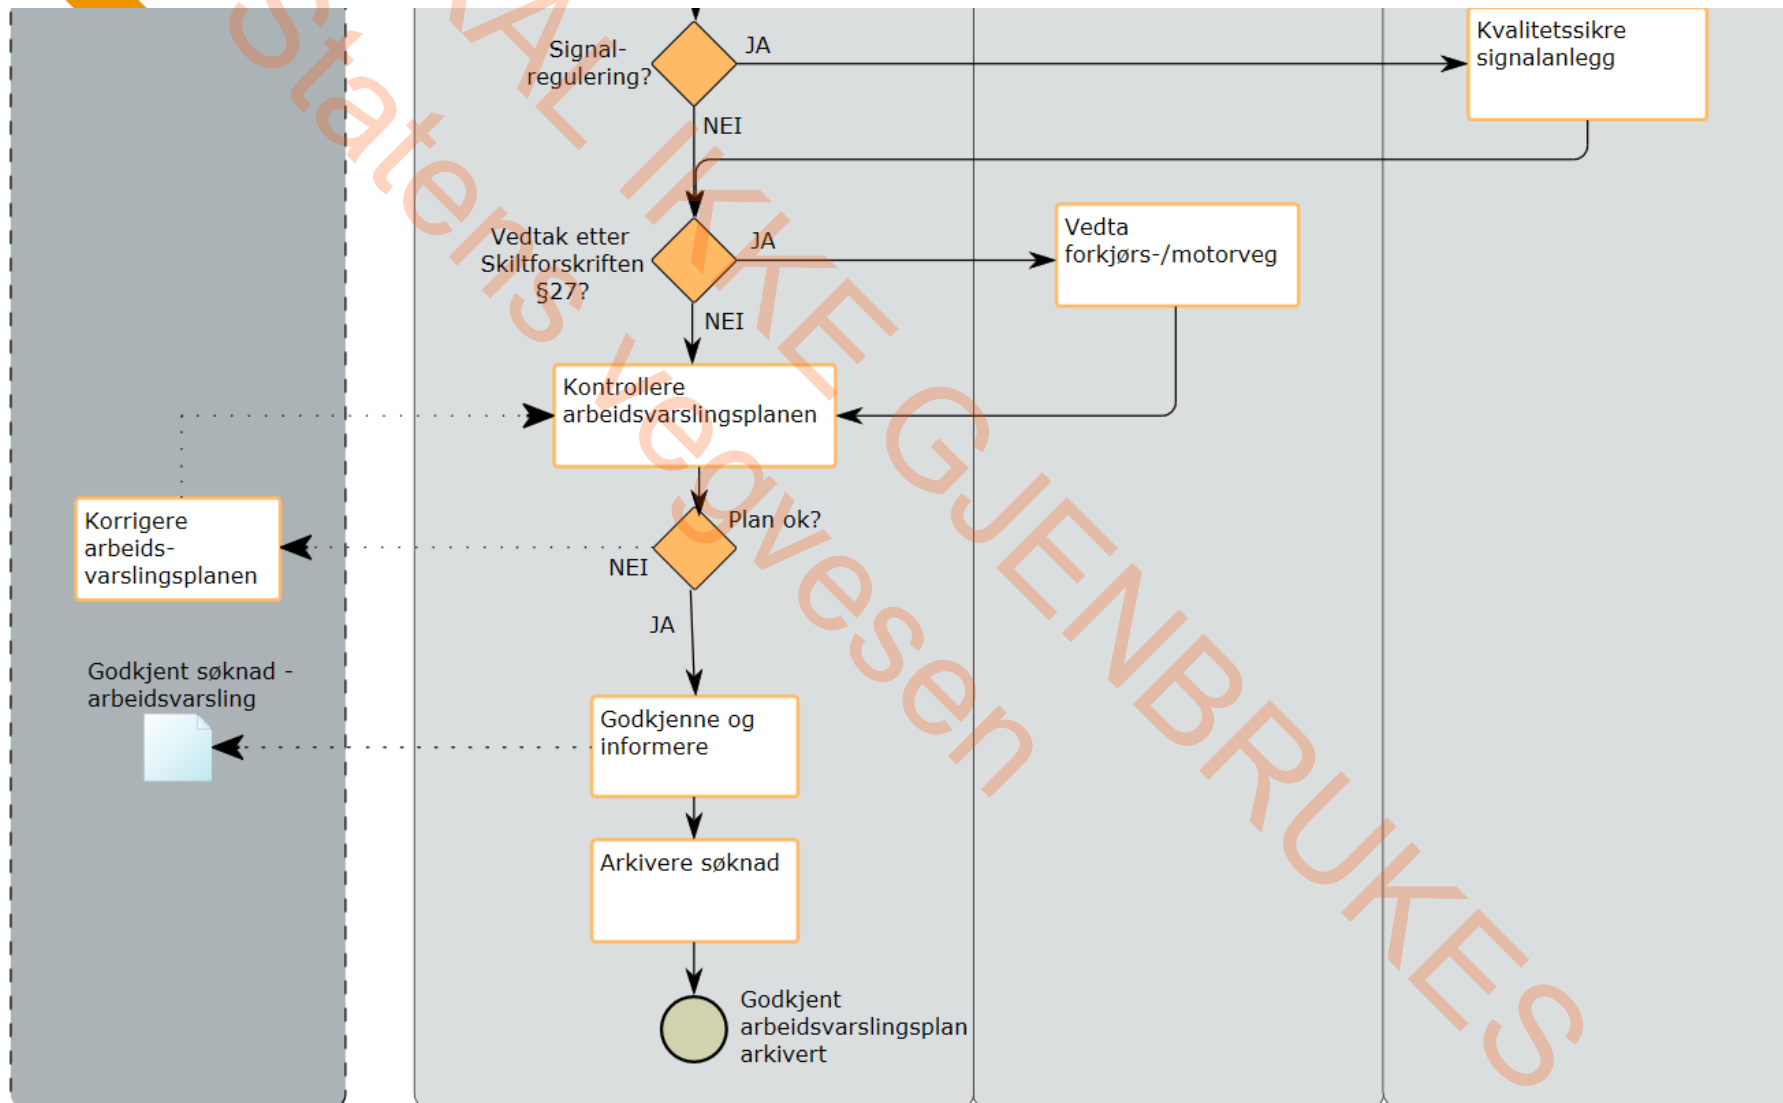 Signal-
regulering?
JA
Kvalitetssikre
signalanlegg
NEI
Vedtak etter
Skiltforskriften
§27?
JA
Vedta
forkjørs-/motorveg
NEI
Kontrollere
arbeidsvarslingsplanen
Korrigere
arbeids-
varslingsplanen
Plan ok?
NEI
JA
Godkjent søknad -
arbeidsvarsling
Godkjenne og
informere
Arkivere søknad
Godkjent
arbeidsvarslingsplan
arkivert
IKKE GJENBRUKES
Statens vegvesen